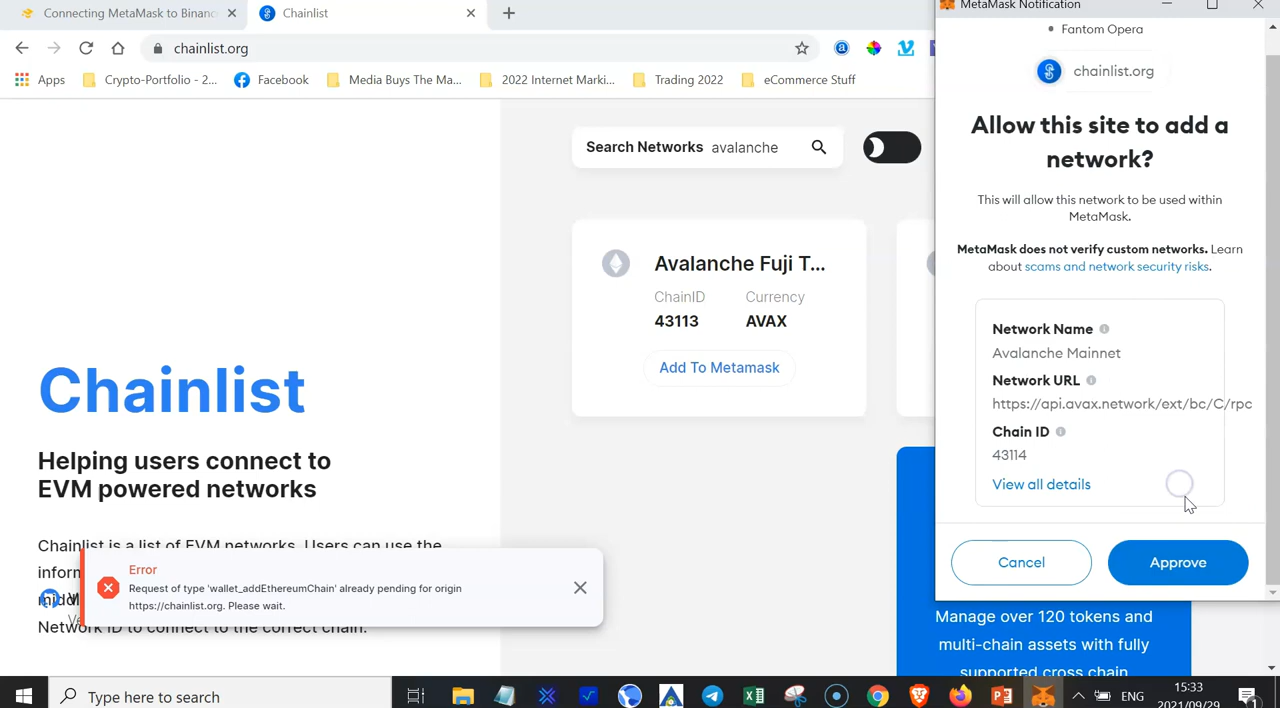 Connecting MetaMask to Binanc
Chainlist
MetaMask Notification
chainlist.org
Apps
Crypto-Portfolio - 2...
Facebook
Media Buys The Ma...
2022 Internet Marki...
Trading 2022
eCommerce Stuff
Search Networks avalanche
Avalanche Fuji T...
ChainID Currency
43113 AVAX
Add To Metamask
Chainlist
Helping users connect to
EVM powered networks
Chainlist is a list of EVM networks. Users can use the
Network ID to connect to the correct chain.
Error
Request of type 'wallet_addEthereumChain' already pending for origin
https://chainlist.org. Please wait.
Manage over 120 tokens and
multi-chain assets with fully
supported cross chain
Fantom Opera
chainlist.org
Allow this site to add a
network?
This will allow this network to be used within
MetaMask.
MetaMask does not verify custom networks. Learn
about scams and network security risks.
Network Name
Avalanche Mainnet
Network URL
https://api.avax.network/ext/bc/C/rpc
Chain ID
43114
View all details
Cancel
Approve
Type here to search
ENG
15:33
2021/09/29